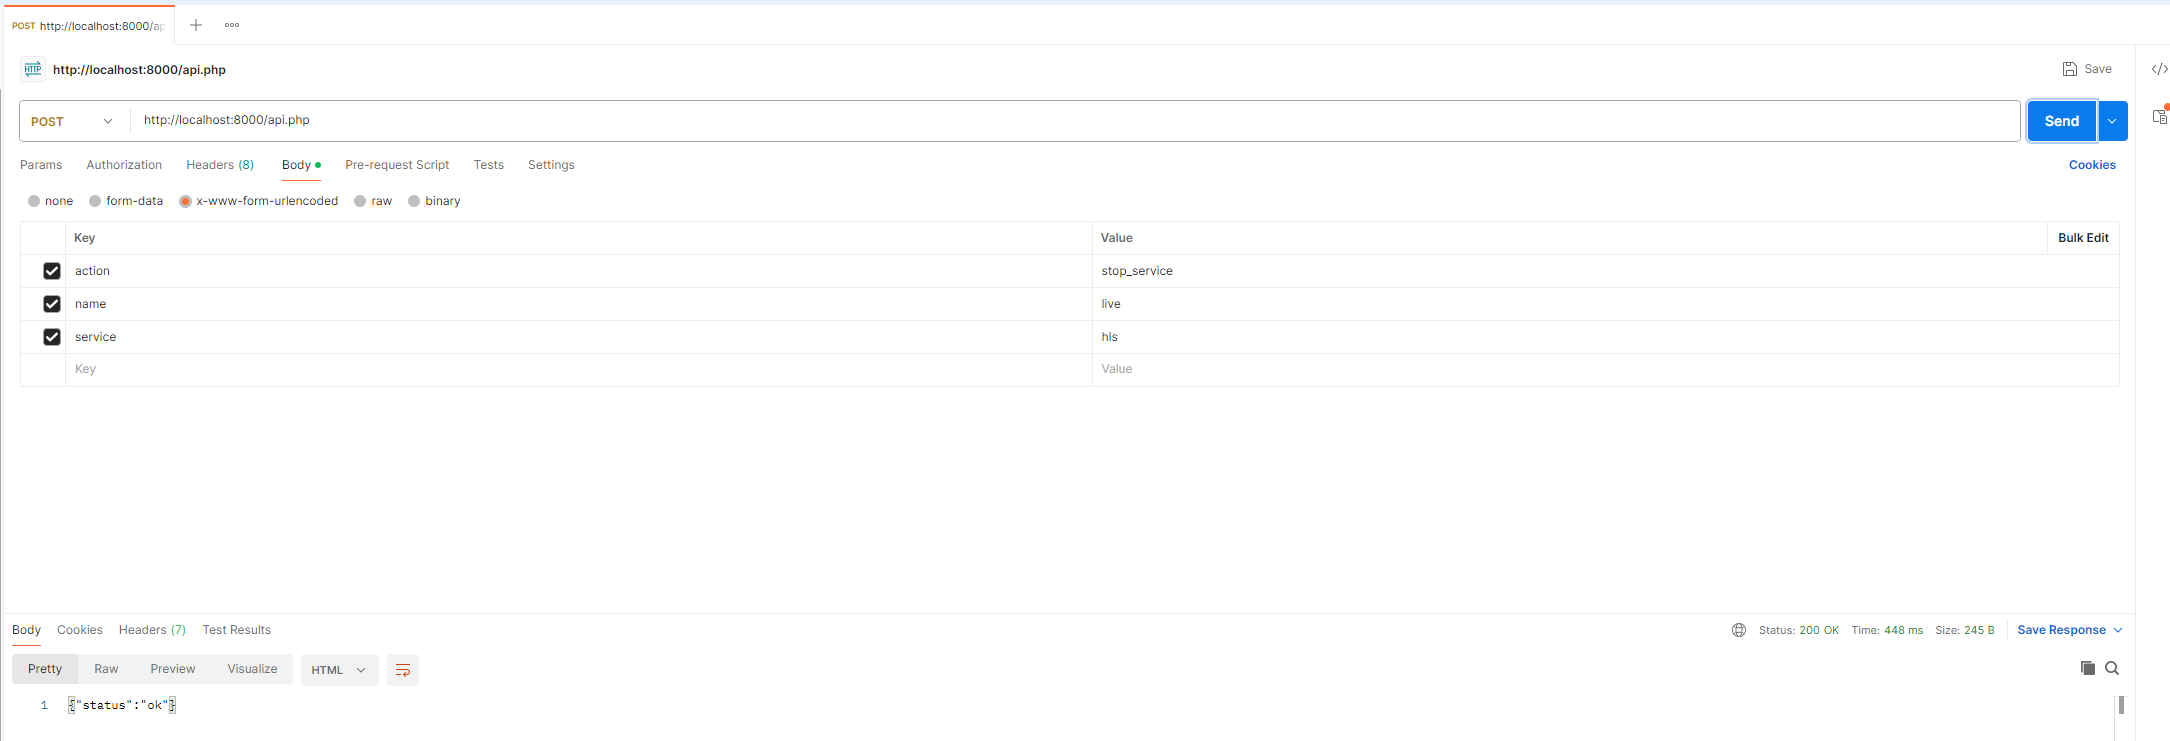 POST http://localhost:8000/ap
HTTP http://localhost:8000/api.php Save </>
POST http://localhost:8000/api.php Send
Params Authorization Headers (8) Body Pre-request Script Tests Settings Cookies
none form-data x-www-form-urlencoded raw binary
Key Value Bulk Edit
action stop_service
name live
service hls
Key Value
Body Cookies Headers (7) Test Results Status: 200 OK Time: 448 ms Size: 245 B Save Response
Pretty Raw Preview Visualize HTML
1 {"status":"ok"}